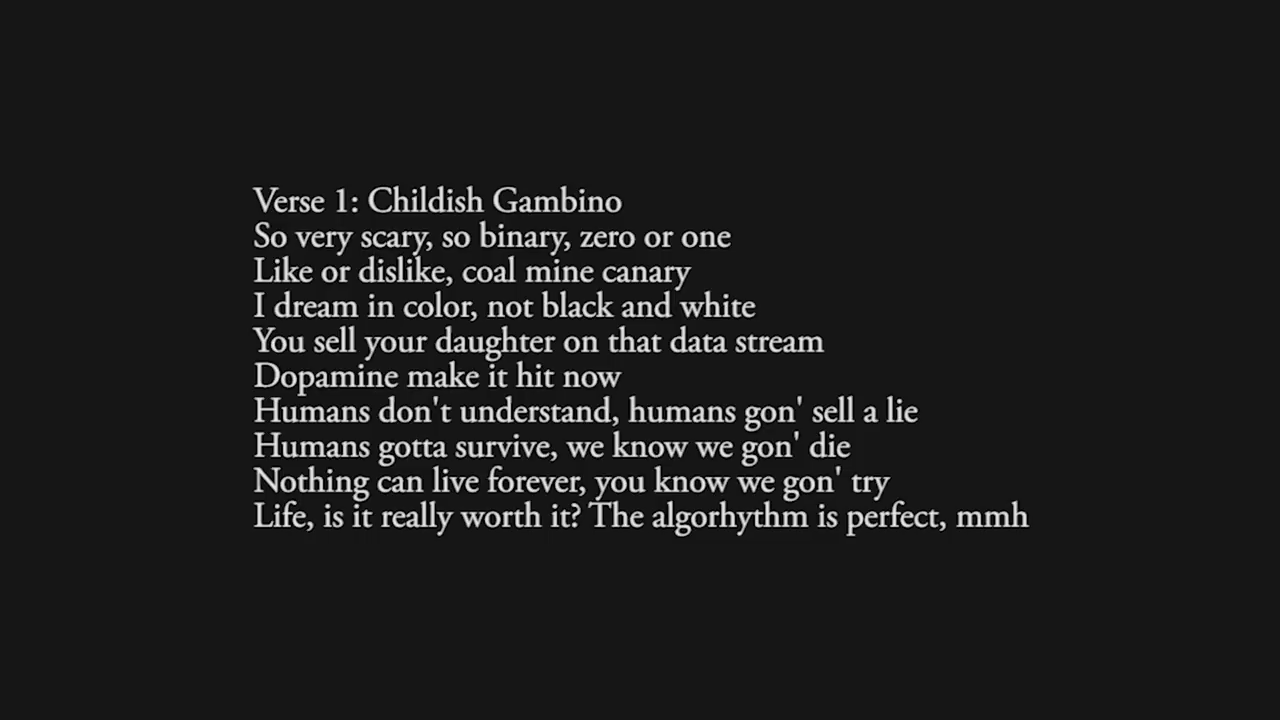 Verse 1: Childish Gambino
So very scary, so binary, zero or one
Like or dislike, coal mine canary
I dream in color, not black and white
You sell your daughter on that data stream
Dopamine make it hit now
Humans don't understand, humans gon' sell a lie
Humans gotta survive, we know we gon' die
Nothing can live forever, you know we gon' try
Life, is it really worth it? The algorhythm is perfect, mmh